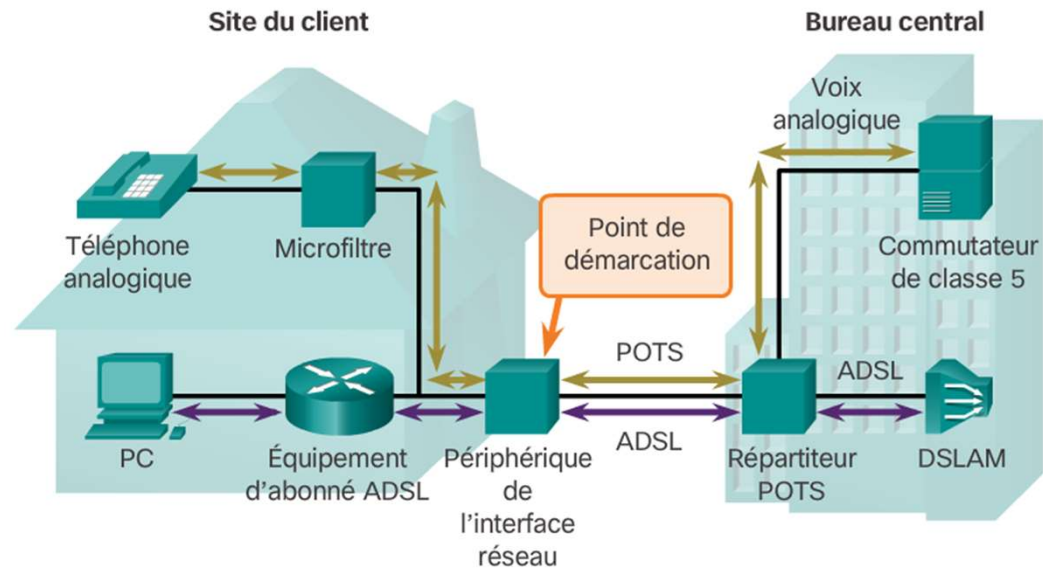 Site du client
Bureau central
Voix
analogique
Téléphone
analogique
Microfiltre
Point de
démarcation
Commutateur
de classe 5
POTS
ADSL
ADSL
PC
Équipement
d'abonné ADSL
Périphérique
de
l'interface
réseau
Répartiteur
POTS
DSLAM